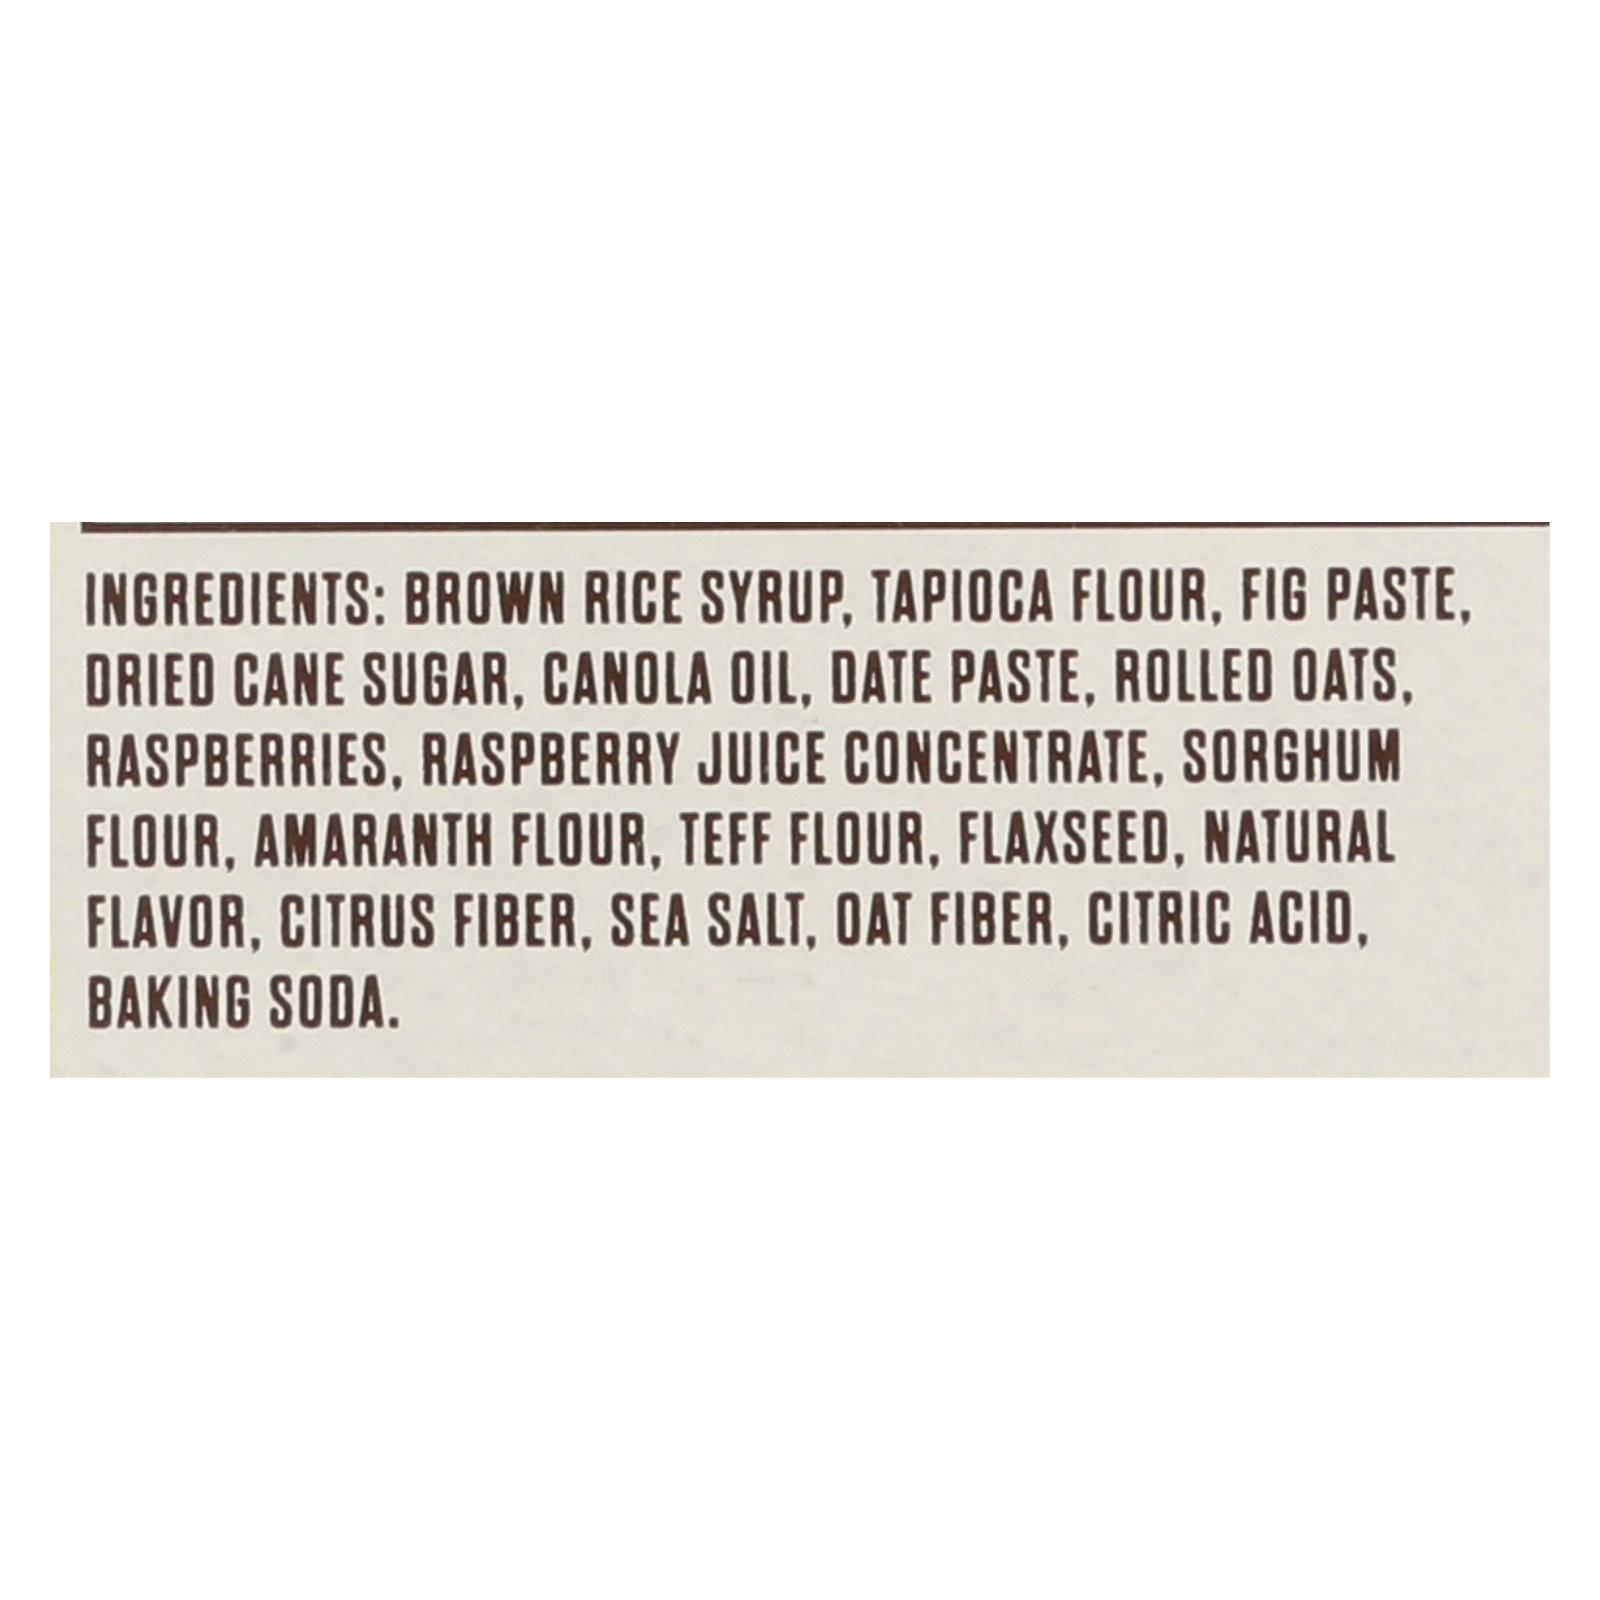 INGREDIENTS: BROWN RICE SYRUP, TAPIOCA FLOUR, FIG PASTE,
DRIED CANE SUGAR, CANOLA OIL, DATE PASTE, ROLLED OATS,
RASPBERRIES, RASPBERRY JUICE CONCENTRATE, SORGHUM
FLOUR, AMARANTH FLOUR, TEFF FLOUR, FLAXSEED, NATURAL
FLAVOR, CITRUS FIBER, SEA SALT, OAT FIBER, CITRIC ACID,
BAKING SODA.